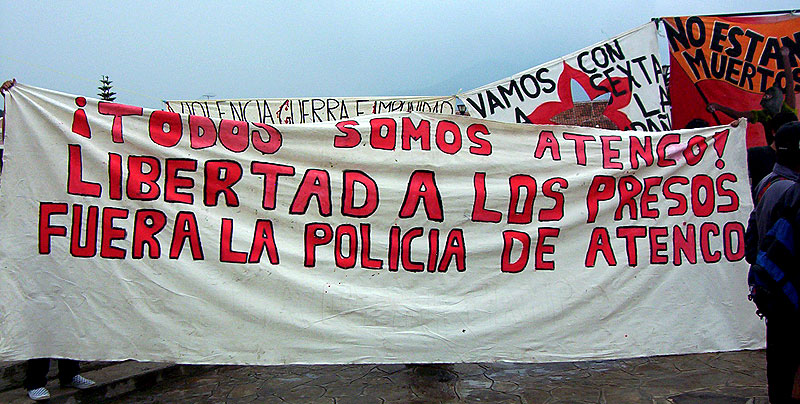 ¡TODOS SOMOS ATENCO!
LIBERTAD A LOS PRESOS
FUERA LA POLICIA DE ATENCO
VIOLENCIA GUERRA E IMPUNIDAD
VAMOS CON
SEXTA
A LA
NO ESTAN
MUERTOS